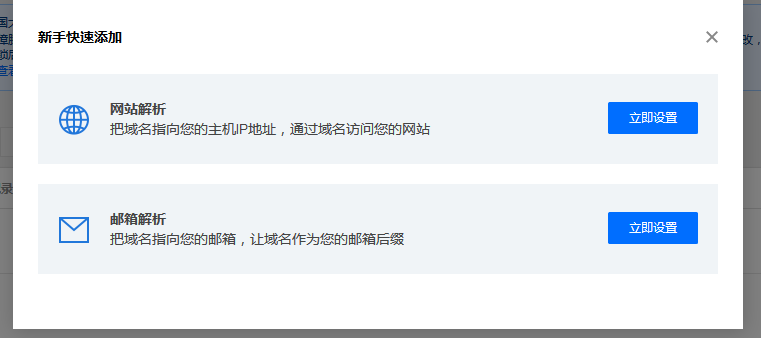 新手快速添加
网站解析
把域名指向您的主机IP地址，通过域名访问您的网站
立即设置
邮箱解析
把域名指向您的邮箱，让域名作为您的邮箱后缀
立即设置